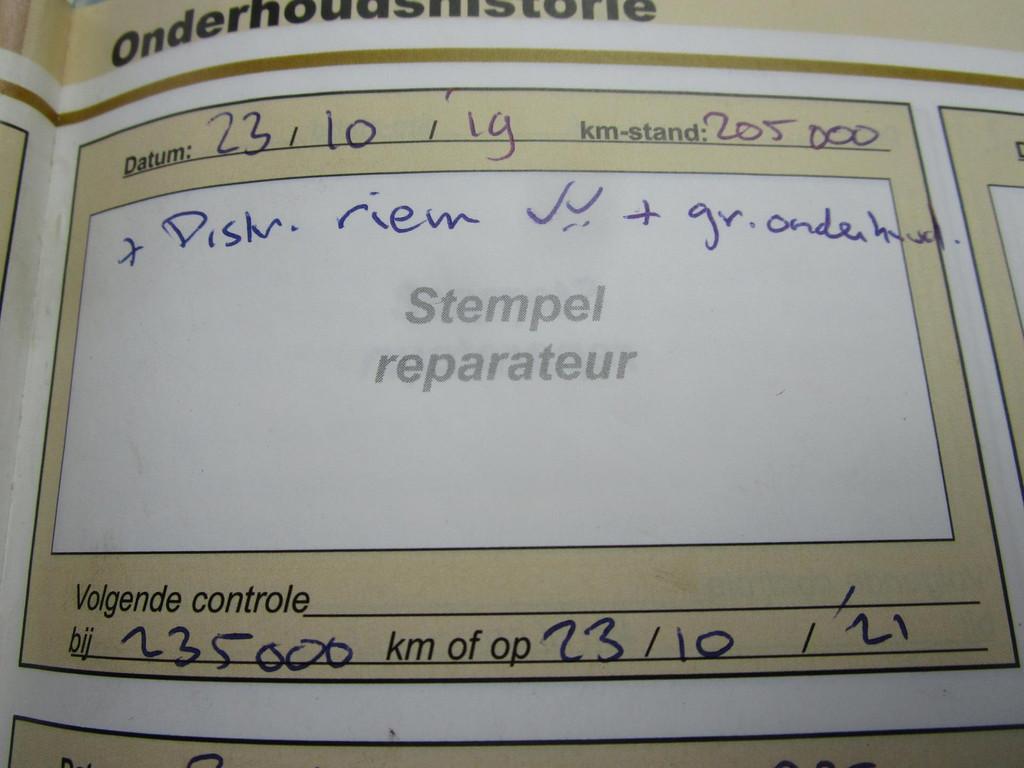 Onderhoudshistorie
Datum: 23 / 10 / '19 km-stand: 205 000
+ Distr. riem + gr. onderhoud.
Stempel
reparateur
Volgende controle
bij 235000 km of op 23 / 10 / '21